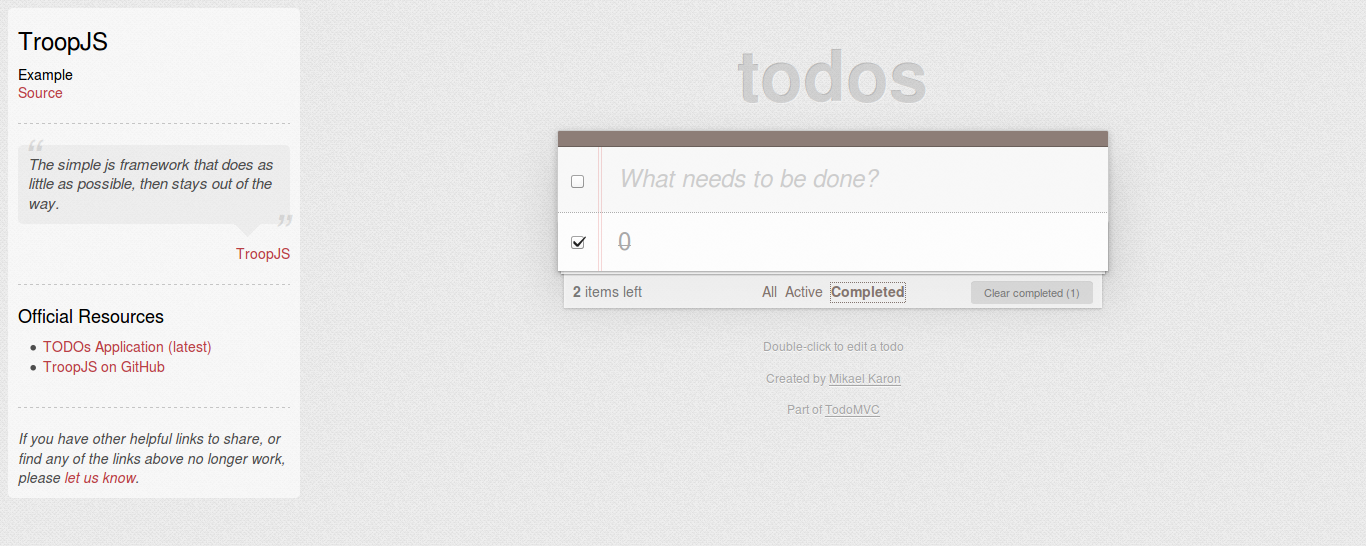 TroopJS
Example
Source
“
The simple js framework that does as
little as possible, then stays out of the
way.
”
TroopJS
Official Resources
• TODOs Application (latest)
• TroopJS on GitHub
If you have other helpful links to share, or
find any of the links above no longer work,
please let us know.
todos
What needs to be done?
0
2 items left All Active Completed Clear completed (1)
Double-click to edit a todo
Created by Mikael Karon
Part of TodoMVC